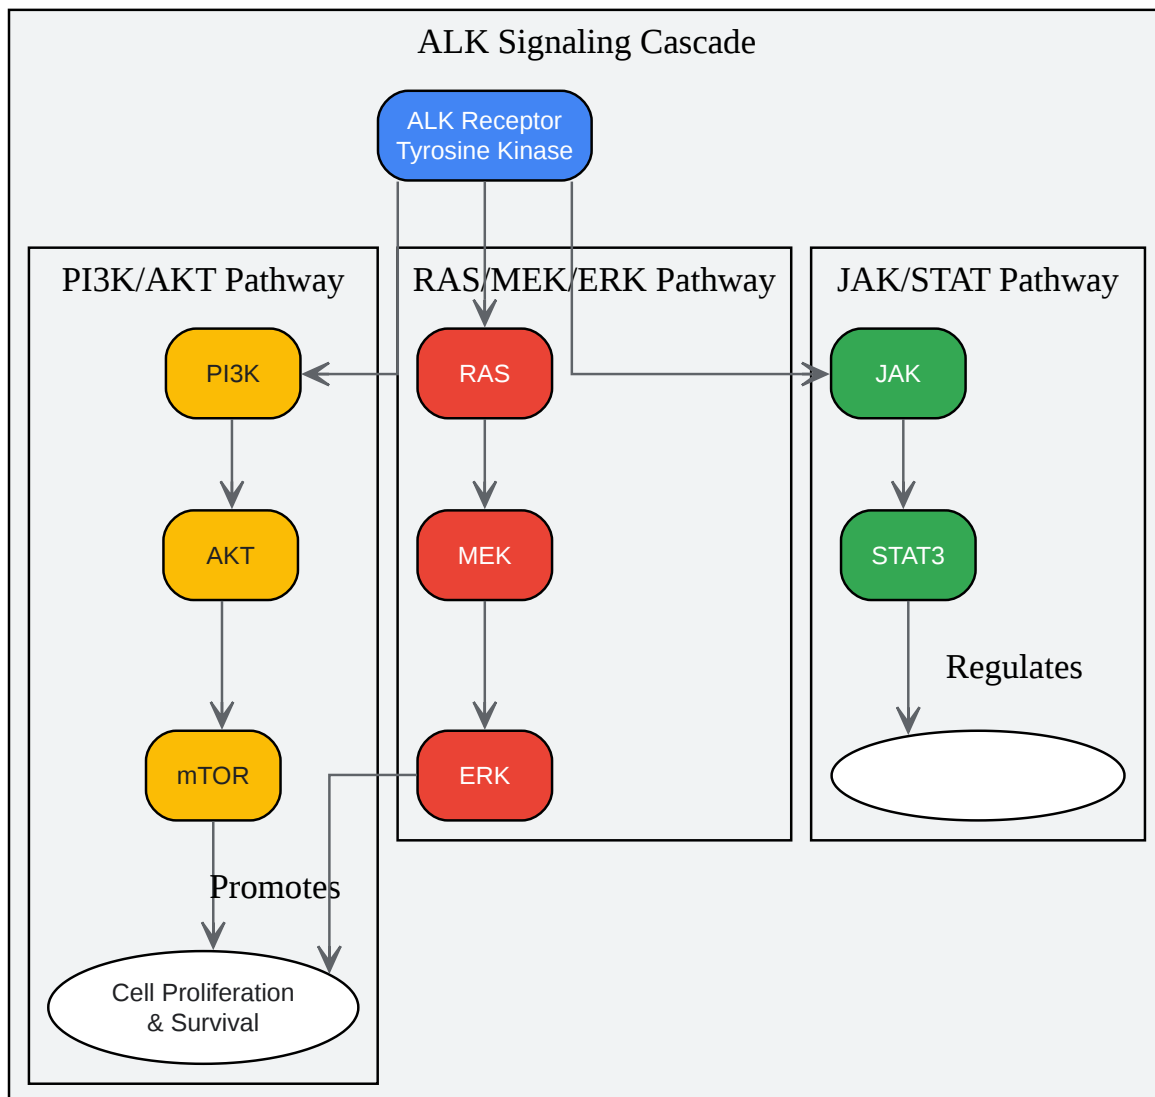 ALK Signaling Cascade
ALK Receptor
Tyrosine Kinase
PI3K/AKT Pathway
RAS/MEK/ERK Pathway
JAK/STAT Pathway
PI3K
RAS
JAK
AKT
MEK
STAT3
Regulates
mTOR
ERK
Promotes
Cell Proliferation
& Survival